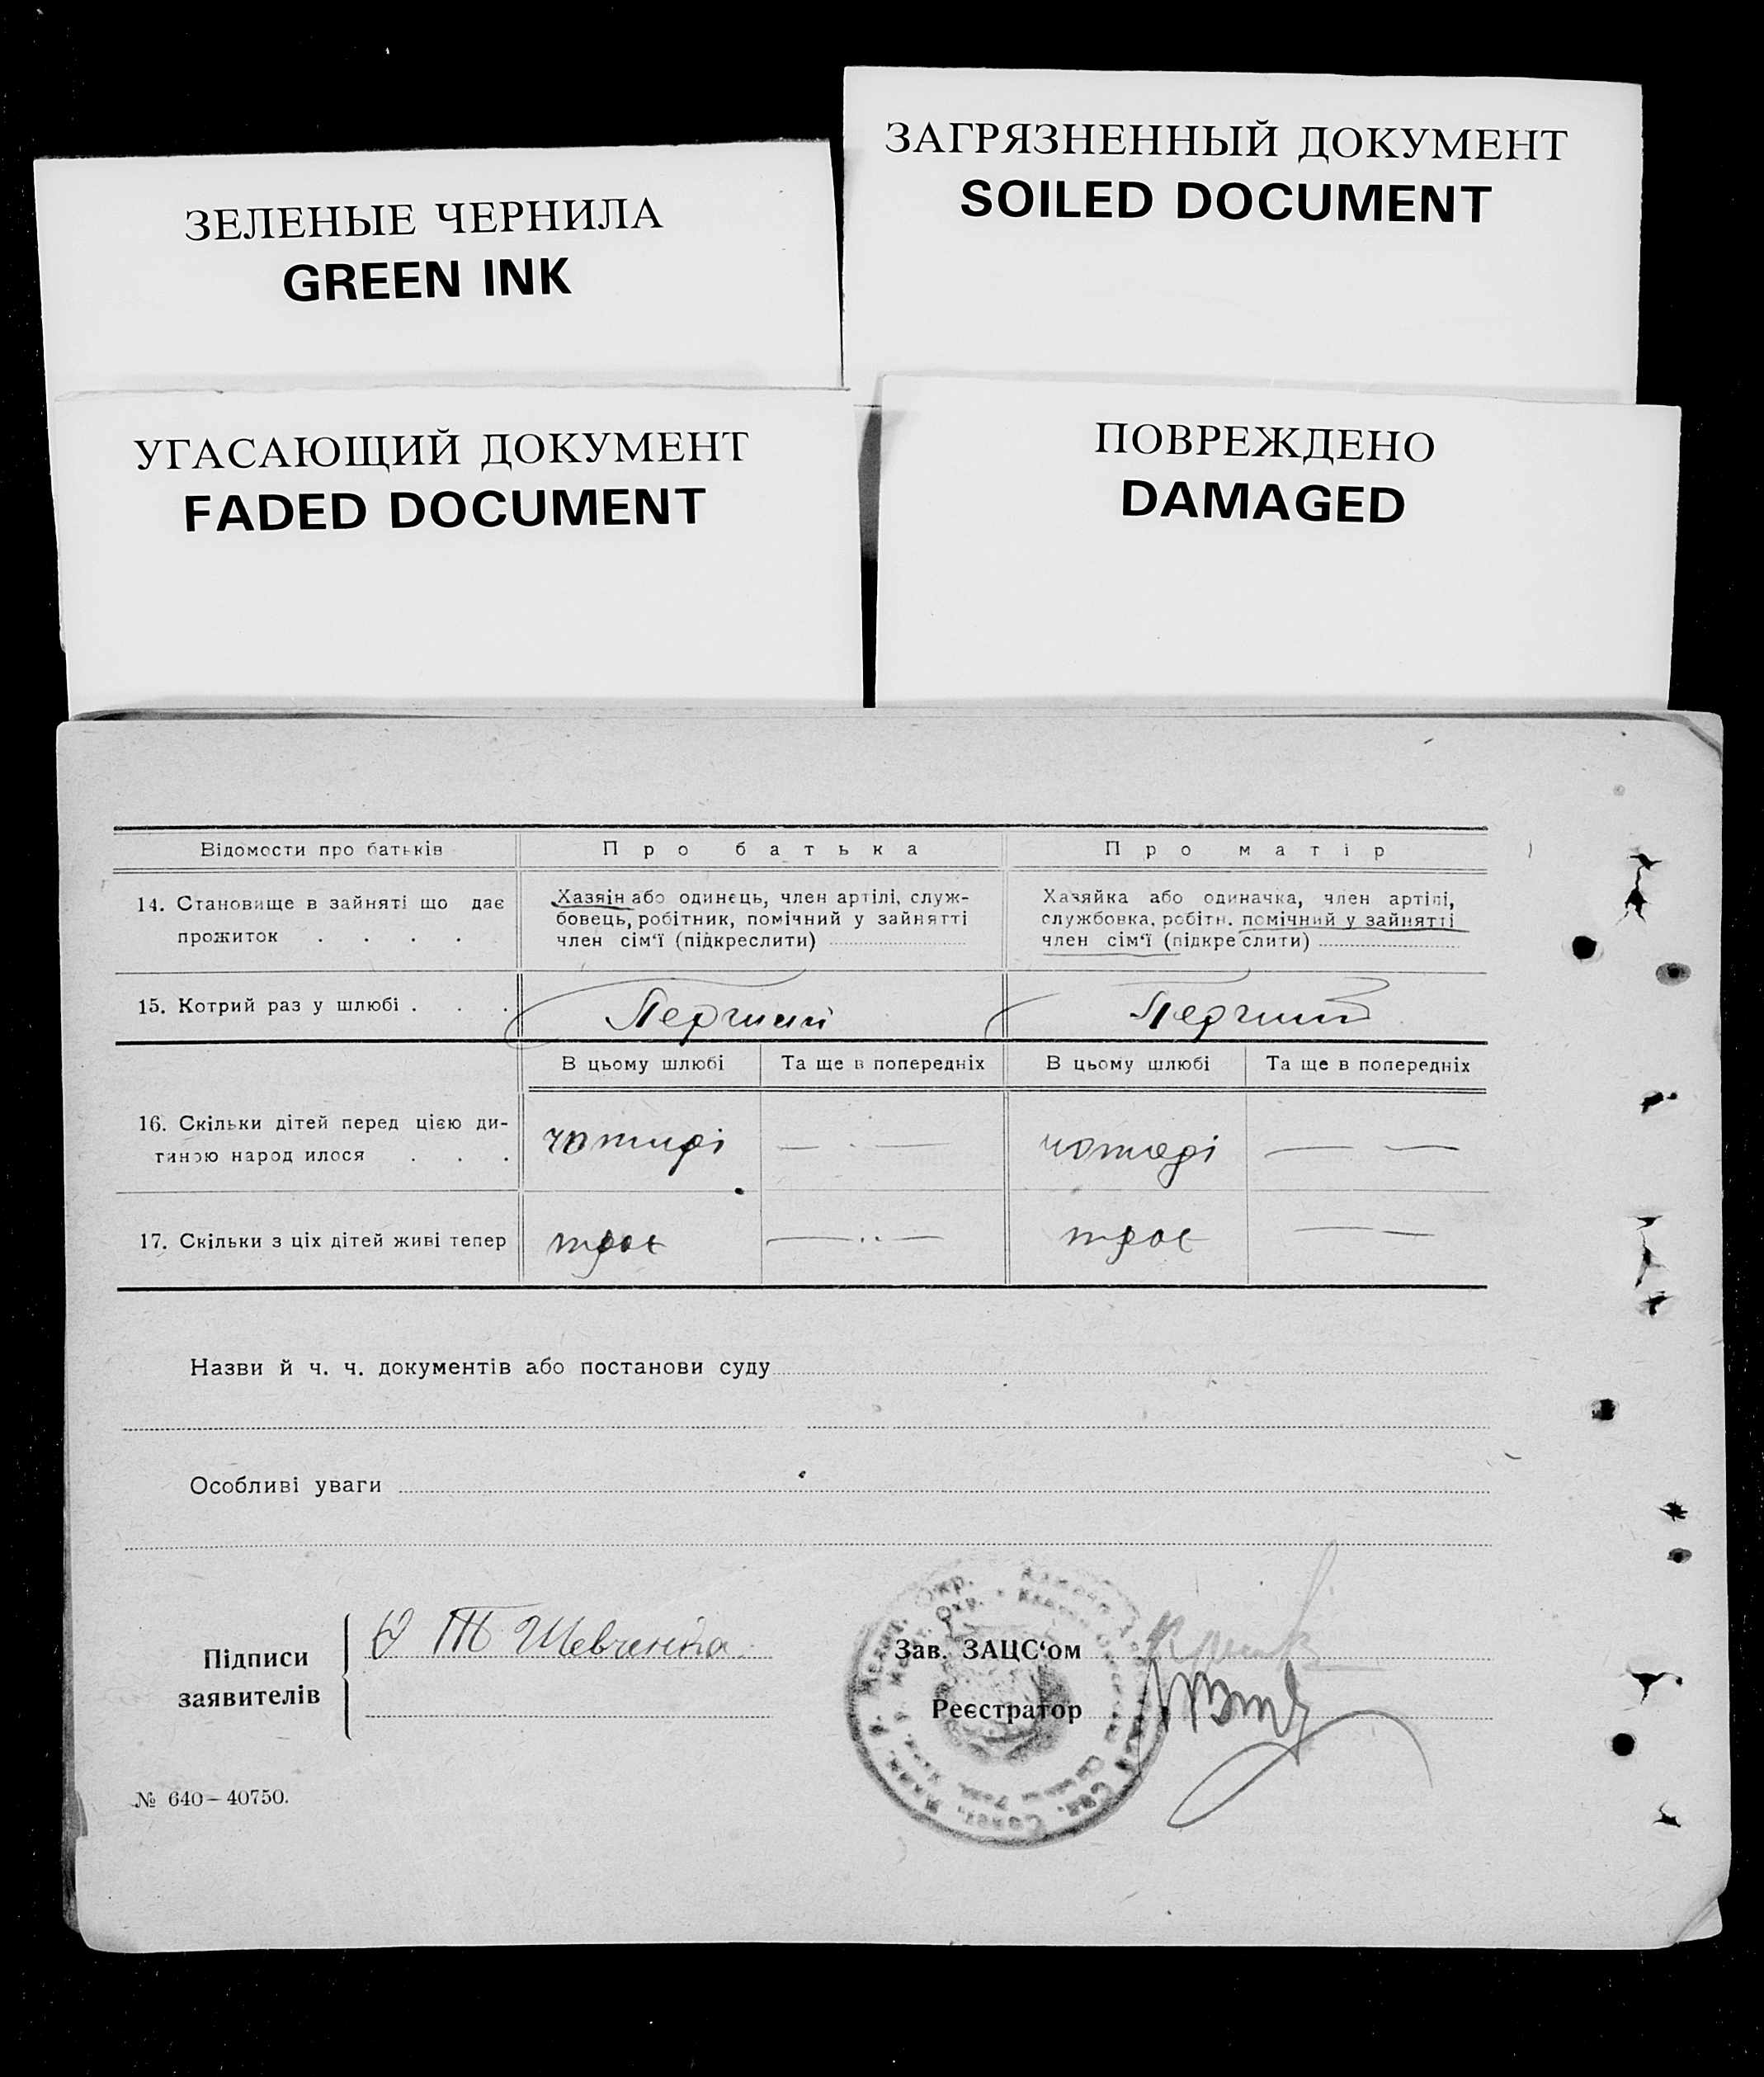 ЗЕЛЕНЫЕ ЧЕРНИЛА
GREEN INK
ЗАГРЯЗНЕННЫЙ ДОКУМЕНТ
SOILED DOCUMENT
УГАСАЮЩИЙ ДОКУМЕНТ
FADED DOCUMENT
ПОВРЕЖДЕНО
DAMAGED
Відомости про батьків
Про батька
Про матір
14. Становище в зайняті що дає
прожиток . . . .
Хазяін або одинець, член артілі, служ-
бовець, робітник, помічний у зайнятті
член сім‘ї (підкреслити)
Хазяйка або одиначка, член артілі,
службовка, робітн. помічний у зайнятті
член сім‘ї (підкреслити)
15. Котрий раз у шлюбі . . .
Перший
Перший
В цьому шлюбі
Та ще в попередніх
В цьому шлюбі
Та ще в попередніх
16. Скільки дітей перед цією ди-
тиною народилося . . .
чотирі
— . —
чотирі
— —
17. Скільки з ціх дітей живі тепер
троє
— .. —
троє
— —
Назви й ч. ч. документів або постанови суду
Особливі уваги
Підписи
заявителів
Шевченко
Зав. ЗАЦС‘ом
Реєстратор
№ 640—40750.